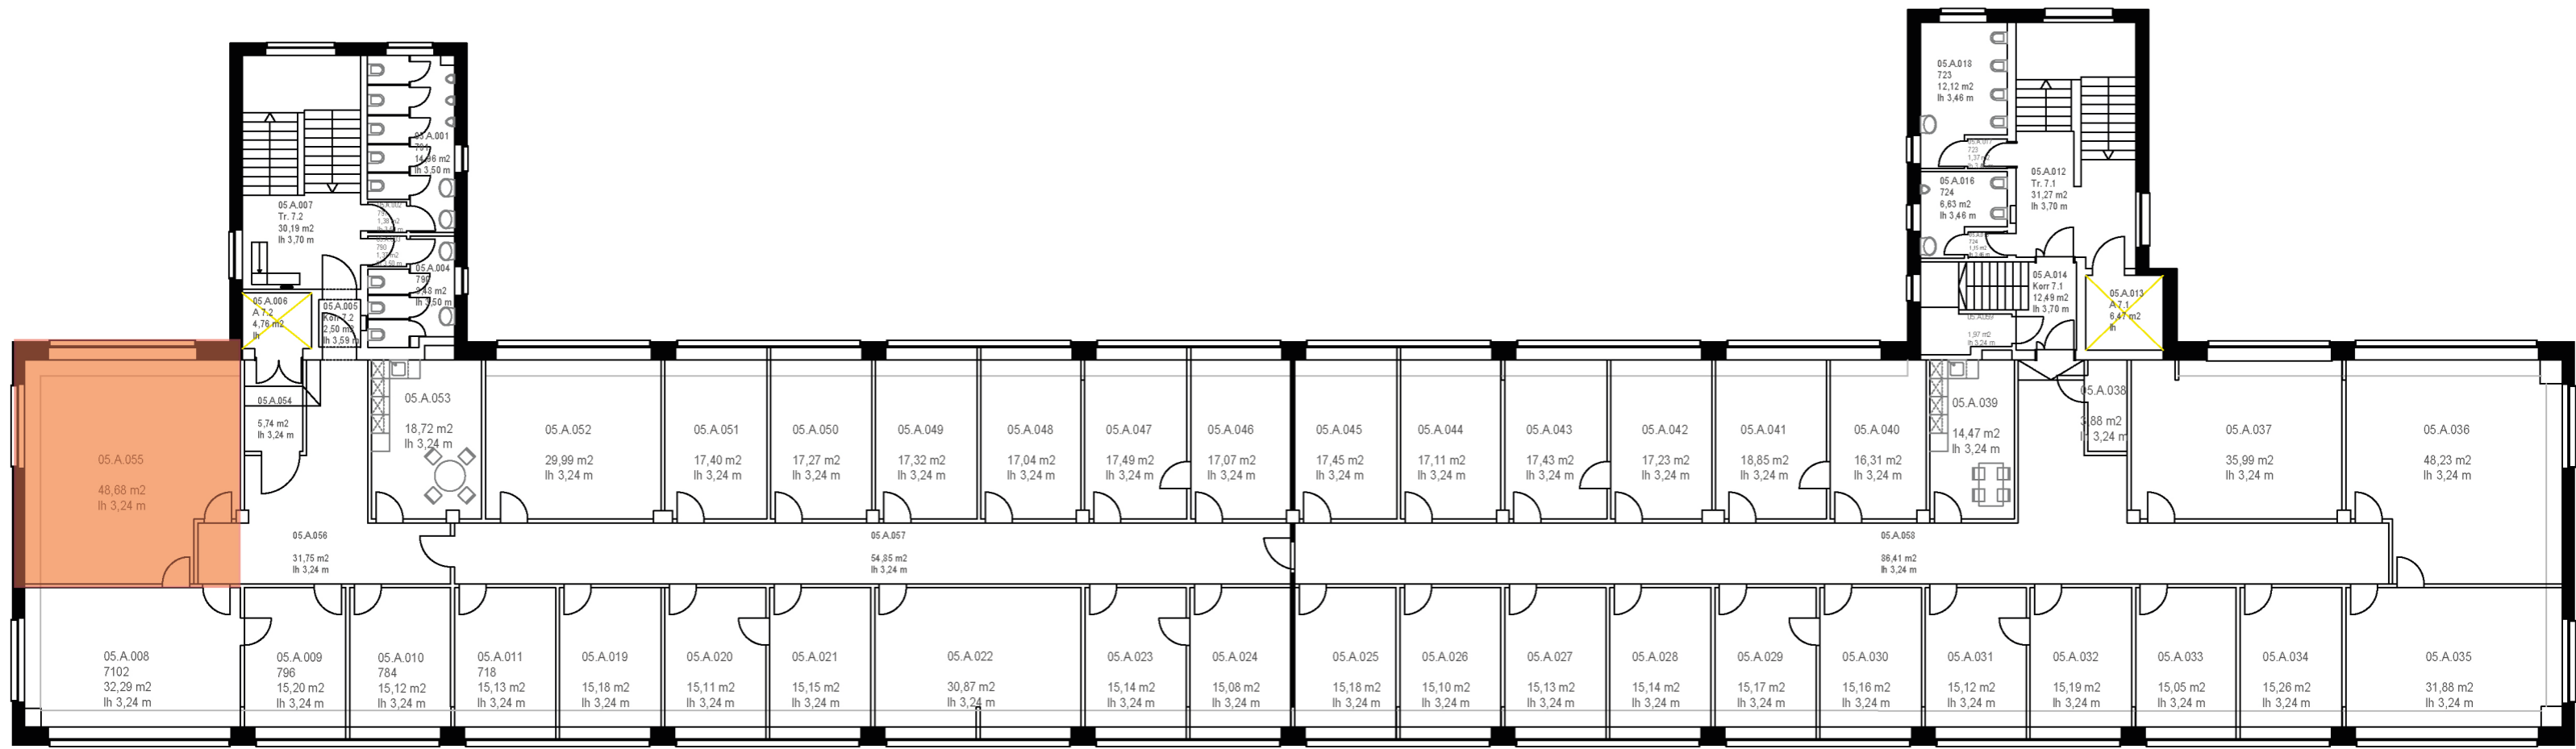 05.A.018
723
12,12 m2
lh 3,46 m
723
1,37 m2
05.A.016
724
6,63 m2
lh 3,46 m
724
05.A.012
Tr. 7.1
31,27 m2
lh 3,70 m
05.A.014
Korr 7.1
12,49 m2
lh 3,70 m
05.A.013
A 7.1
6,47 m2
lh
05.A.059
1,97 m2
lh 3,24 m
14,96 m2
lh 3,50 m
05.A.007
Tr. 7.2
30,19 m2
lh 3,70 m
790
05.A.004
lh 3,50 m
05.A.006
A 7.2
4,76 m2
lh
05.A.005
Korr 7.2
2,50 m2
lh 3,59 m
05.A.055
48,68 m2
lh 3,24 m
05.A.054
5,74 m2
lh 3,24 m
05.A.053
18,72 m2
lh 3,24 m
05.A.052
29,99 m2
lh 3,24 m
05.A.051
17,40 m2
lh 3,24 m
05.A.050
17,27 m2
lh 3,24 m
05.A.049
17,32 m2
lh 3,24 m
05.A.048
17,04 m2
lh 3,24 m
05.A.047
17,49 m2
lh 3,24 m
05.A.046
17,07 m2
lh 3,24 m
05.A.045
17,45 m2
lh 3,24 m
05.A.044
17,11 m2
lh 3,24 m
05.A.043
17,43 m2
lh 3,24 m
05.A.042
17,23 m2
lh 3,24 m
05.A.041
18,85 m2
lh 3,24 m
05.A.040
16,31 m2
lh 3,24 m
05.A.039
14,47 m2
lh 3,24 m
05.A.038
3,88 m2
lh 3,24 m
05.A.037
35,99 m2
lh 3,24 m
05.A.036
48,23 m2
lh 3,24 m
05.A.056
31,75 m2
lh 3,24 m
05.A.057
54,85 m2
lh 3,24 m
05.A.058
86,41 m2
lh 3,24 m
05.A.008
7102
32,29 m2
lh 3,24 m
05.A.009
796
15,20 m2
lh 3,24 m
05.A.010
784
15,12 m2
lh 3,24 m
05.A.011
718
15,13 m2
lh 3,24 m
05.A.019
15,18 m2
lh 3,24 m
05.A.020
15,11 m2
lh 3,24 m
05.A.021
15,15 m2
lh 3,24 m
05.A.022
30,87 m2
lh 3,24 m
05.A.023
15,14 m2
lh 3,24 m
05.A.024
15,08 m2
lh 3,24 m
05.A.025
15,18 m2
lh 3,24 m
05.A.026
15,10 m2
lh 3,24 m
05.A.027
15,13 m2
lh 3,24 m
05.A.028
15,14 m2
lh 3,24 m
05.A.029
15,17 m2
lh 3,24 m
05.A.030
15,16 m2
lh 3,24 m
05.A.031
15,12 m2
lh 3,24 m
05.A.032
15,19 m2
lh 3,24 m
05.A.033
15,05 m2
lh 3,24 m
05.A.034
15,26 m2
lh 3,24 m
05.A.035
31,88 m2
lh 3,24 m